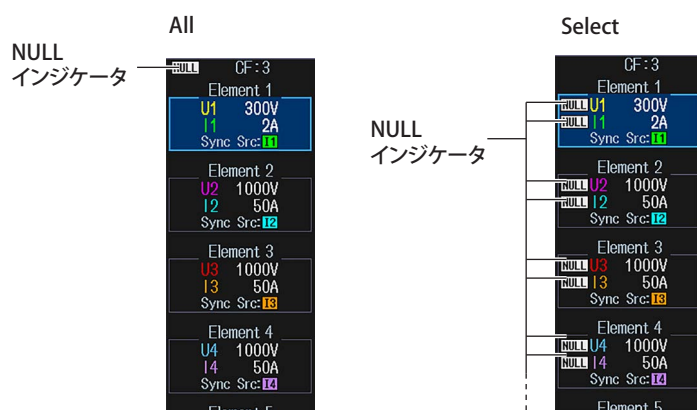 All
NULL
インジケータ
NULL CF:3
Element 1
U1 300V
I1 2A
Sync Src: I1
Element 2
U2 1000V
I2 50A
Sync Src: I2
Element 3
U3 1000V
I3 50A
Sync Src: I3
Element 4
U4 1000V
I4 50A
Sync Src: I4
Element 5
Select
NULL
インジケータ
CF:3
Element 1
NULL U1 300V
NULL I1 2A
Sync Src: I1
Element 2
NULL U2 1000V
NULL I2 50A
Sync Src: I2
Element 3
NULL U3 1000V
NULL I3 50A
Sync Src: I3
Element 4
NULL U4 1000V
NULL I4 50A
Sync Src: I4
Element 5